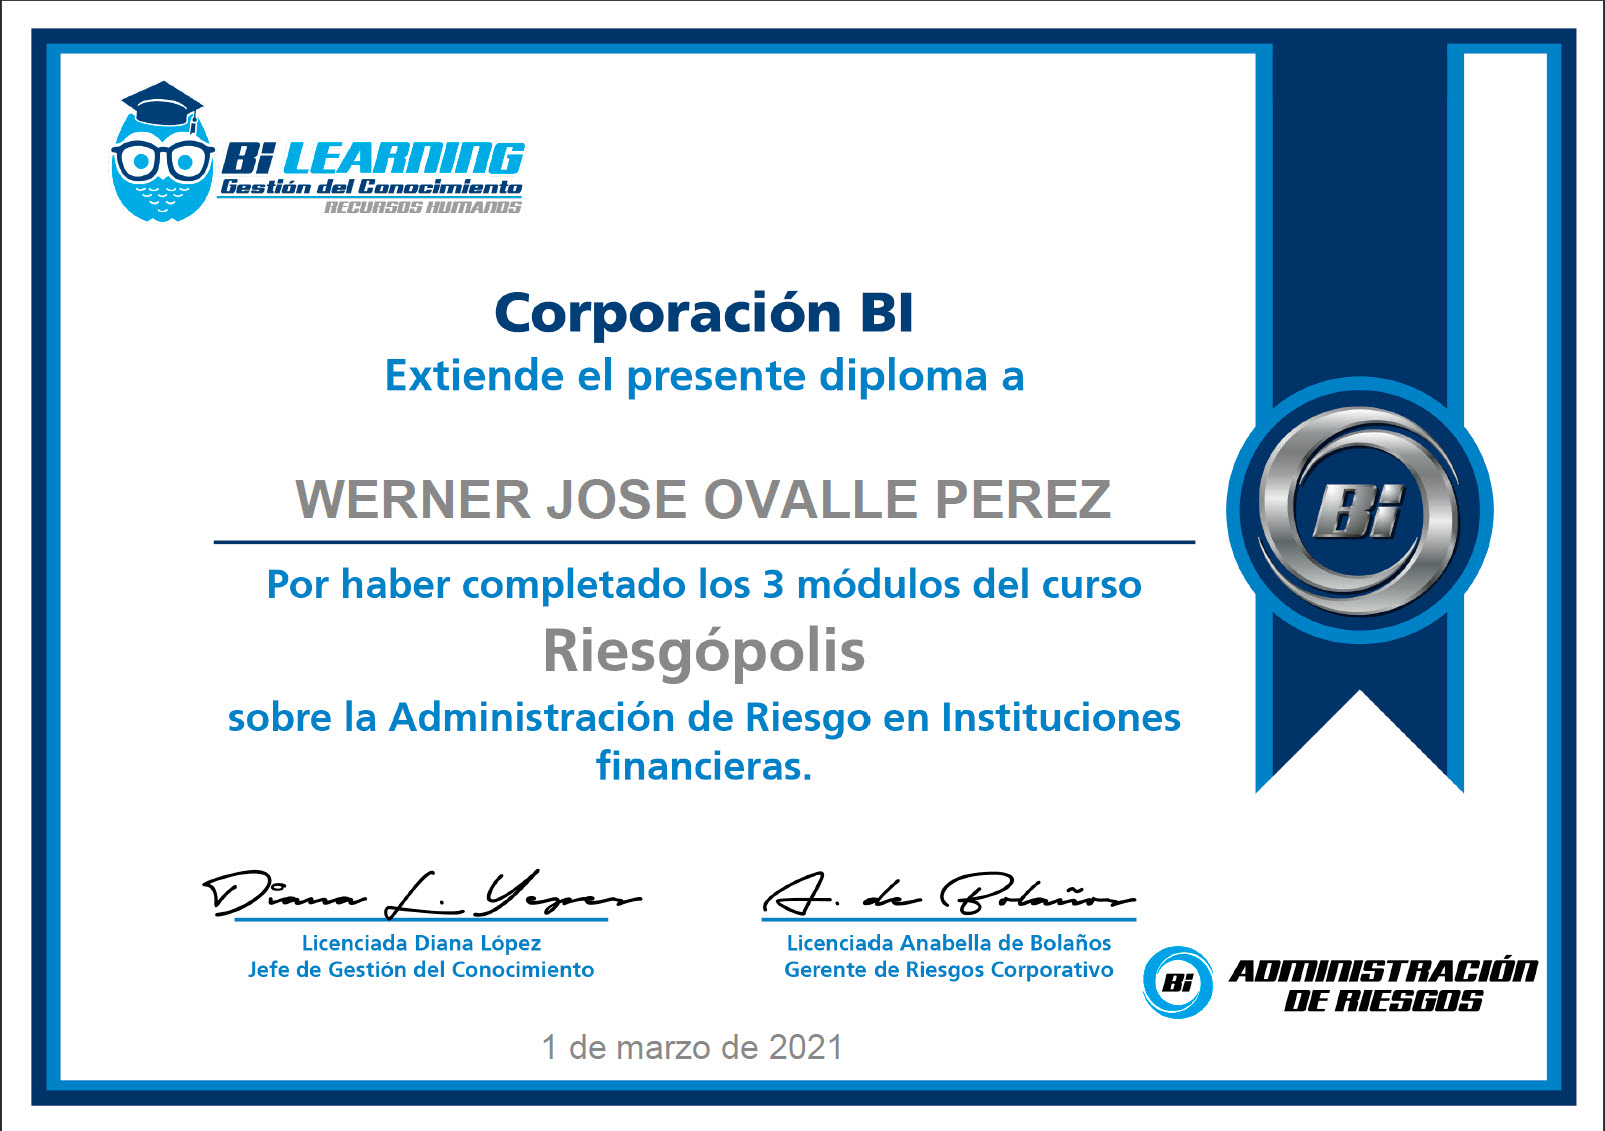 Bi LEARNING
Gestión del Conocimiento
RECURSOS HUMANOS
Corporación BI
Extiende el presente diploma a
WERNER JOSE OVALLE PEREZ
Por haber completado los 3 módulos del curso
Riesgópolis
sobre la Administración de Riesgo en Instituciones
financieras.
Bi
Diana L. Yepes
A. de Bolaños
Licenciada Diana López
Jefe de Gestión del Conocimiento
Licenciada Anabella de Bolaños
Gerente de Riesgos Corporativo
Bi
ADMINISTRACIÓN
DE RIESGOS
1 de marzo de 2021